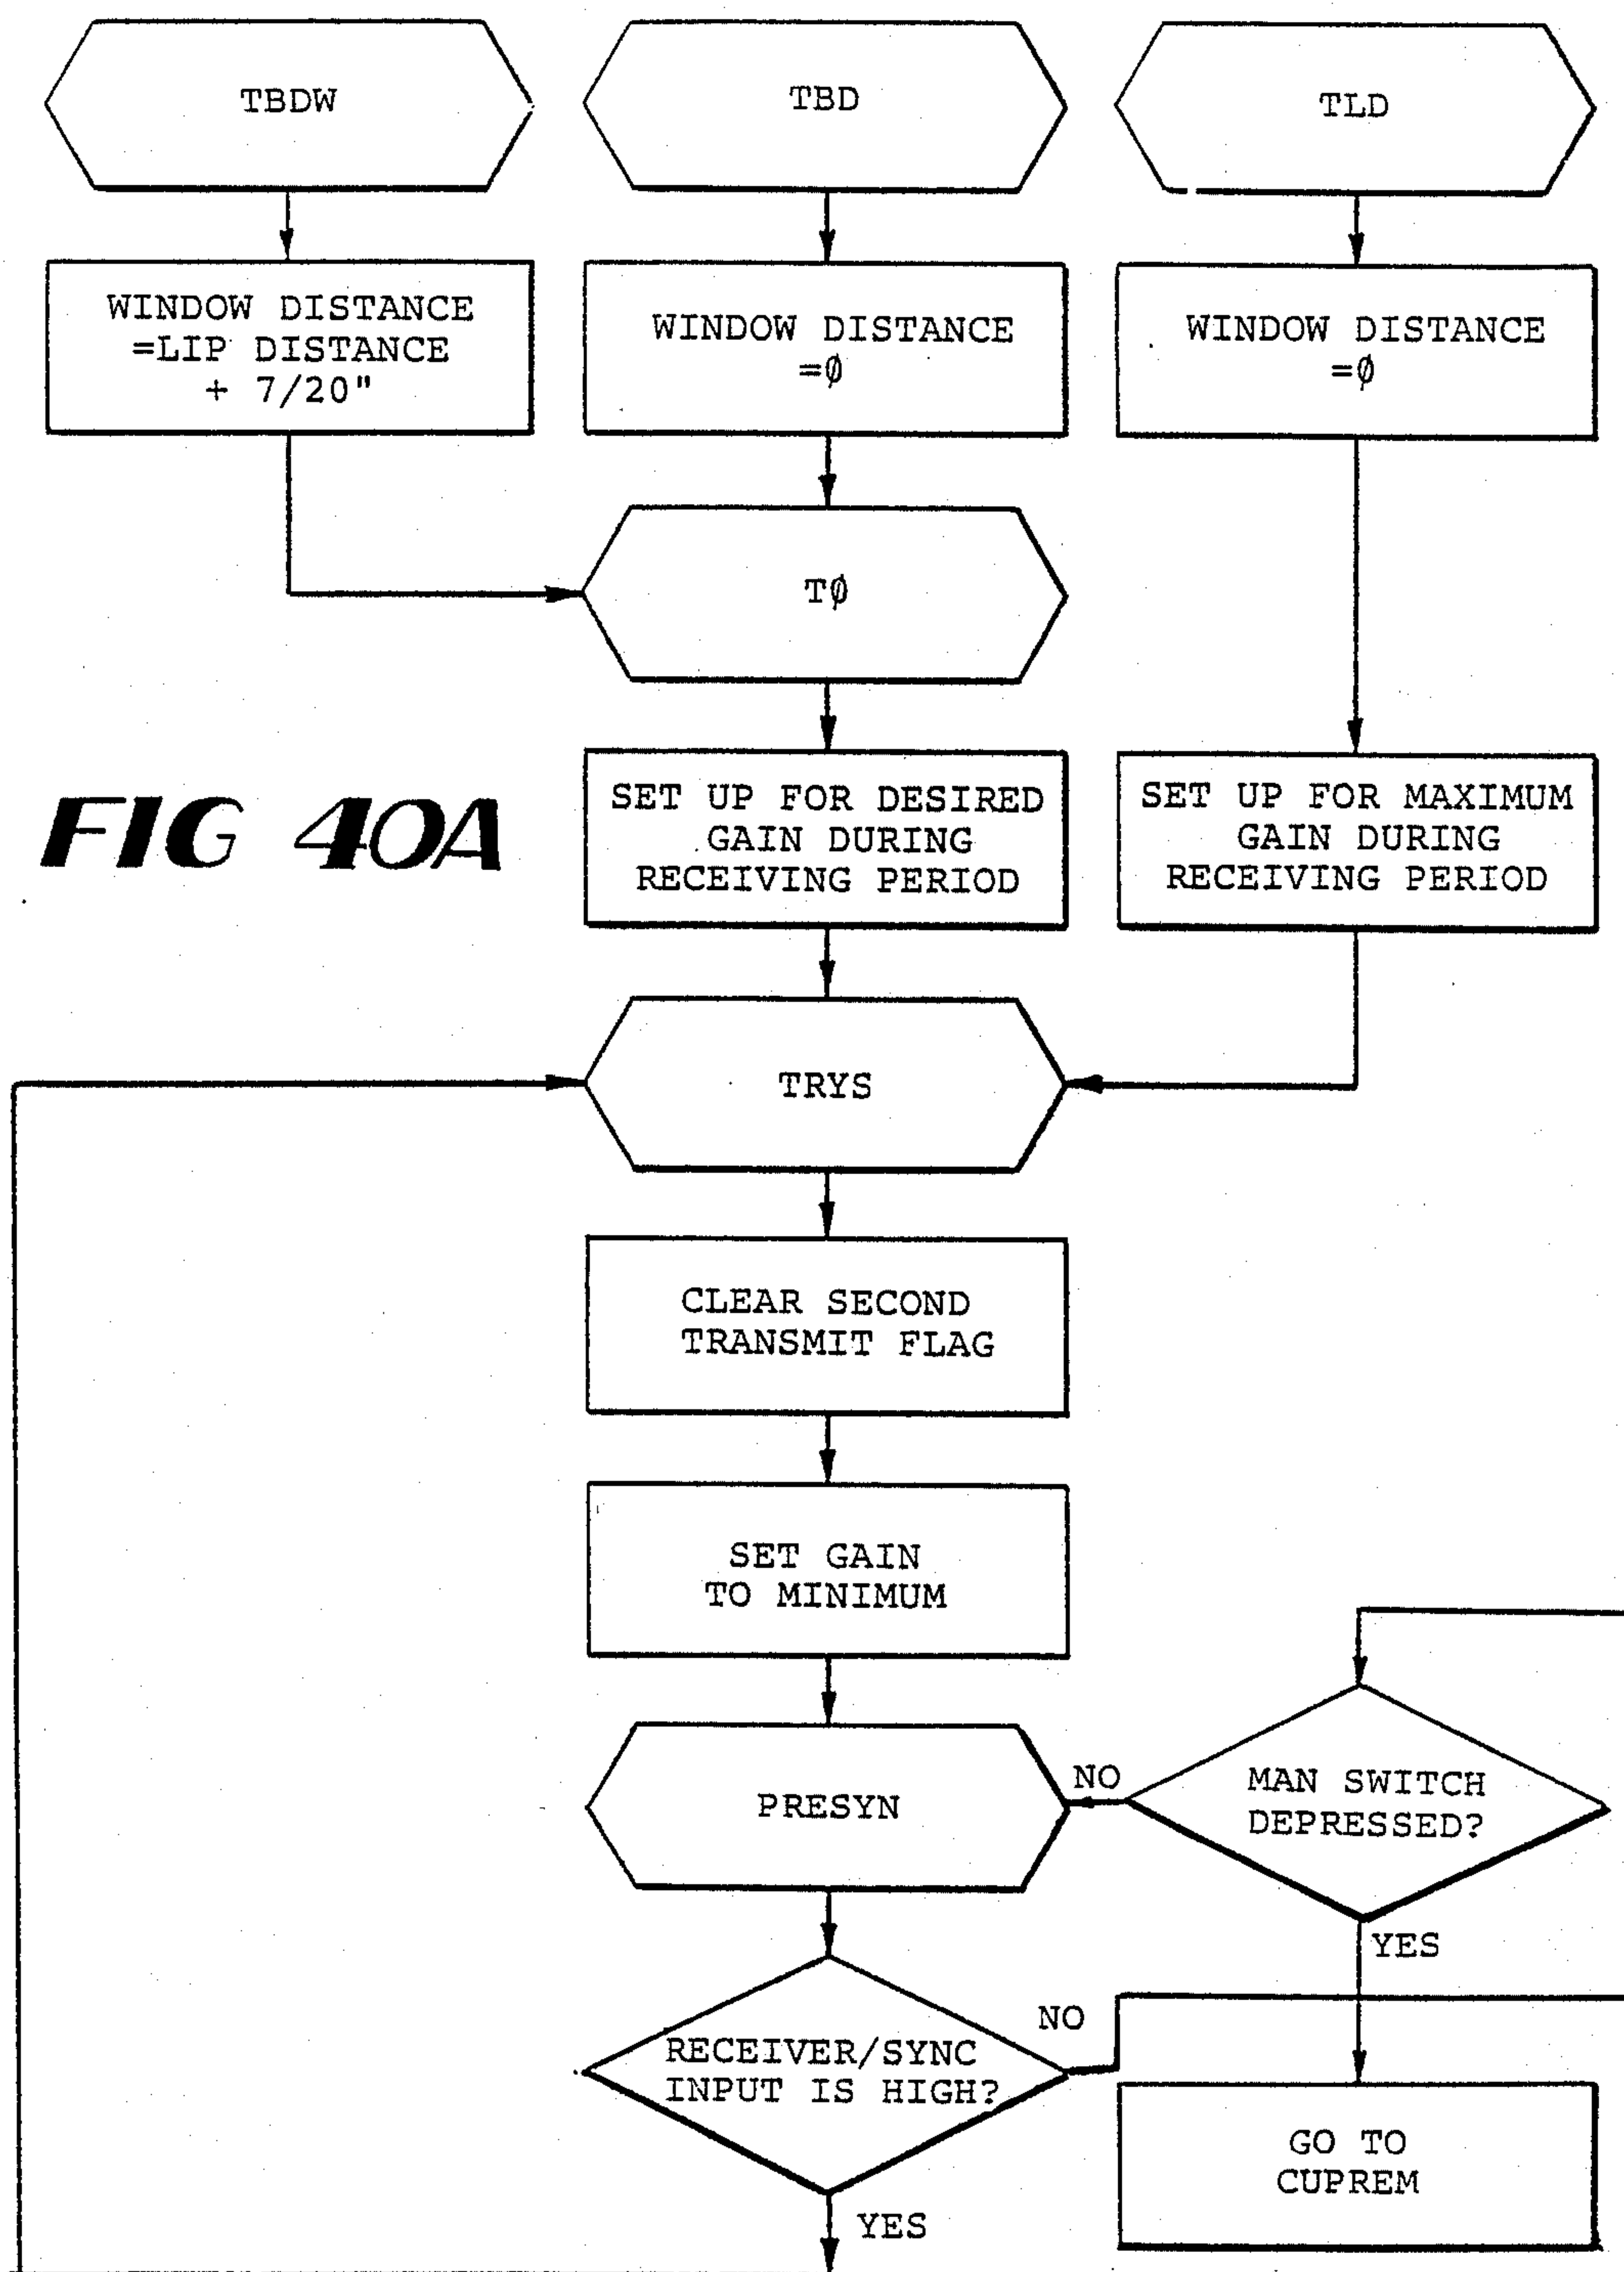 TBDW
TBD
TLD
WINDOW DISTANCE
=LIP DISTANCE
+ 7/20"
WINDOW DISTANCE
=Ø
WINDOW DISTANCE
=Ø
TØ
FIG 40A
SET UP FOR DESIRED
GAIN DURING
RECEIVING PERIOD
SET UP FOR MAXIMUM
GAIN DURING
RECEIVING PERIOD
TRYS
CLEAR SECOND
TRANSMIT FLAG
SET GAIN
TO MINIMUM
PRESYN
NO
MAN SWITCH
DEPRESSED?
YES
RECEIVER/SYNC
INPUT IS HIGH?
NO
YES
GO TO
CUPREM